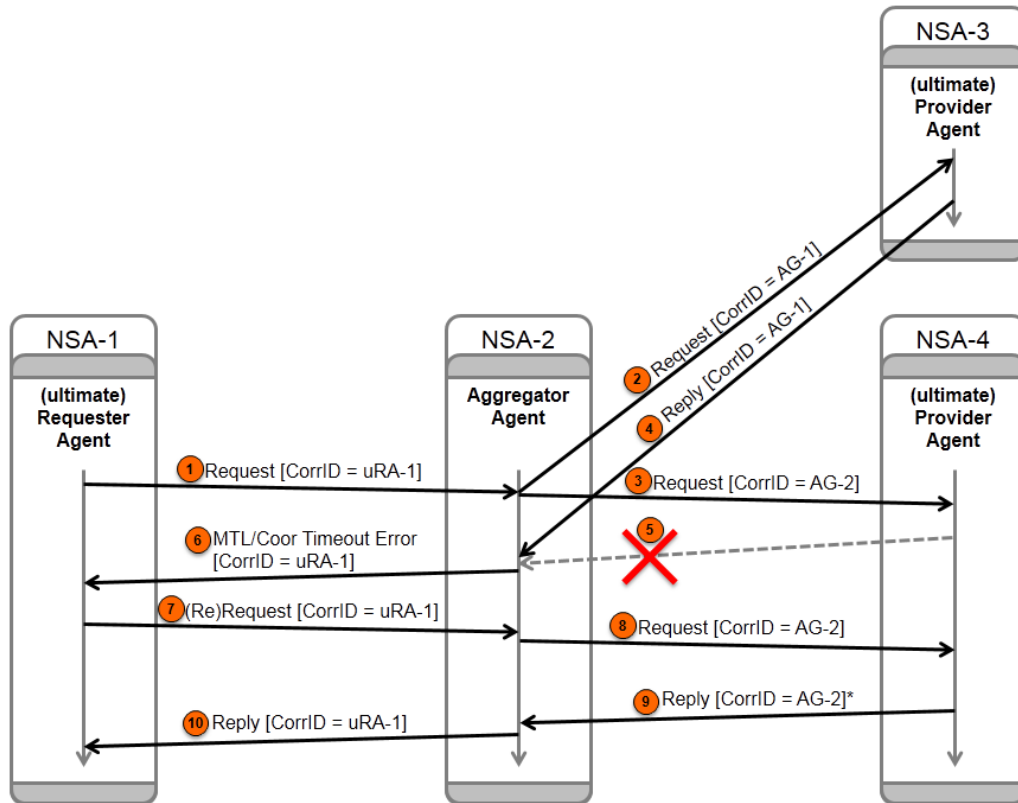 NSA-3
(ultimate)
Provider
Agent
NSA-1
(ultimate)
Requester
Agent
NSA-2
Aggregator
Agent
NSA-4
(ultimate)
Provider
Agent
1 Request [CorrID = uRA-1]
2 Request [CorrID = AG-1]
3 Request [CorrID = AG-2]
4 Reply [CorrID = AG-1]
5
6 MTL/Coor Timeout Error
[CorrID = uRA-1]
7 (Re)Request [CorrID = uRA-1]
8 Request [CorrID = AG-2]
9 Reply [CorrID = AG-2]*
10 Reply [CorrID = uRA-1]